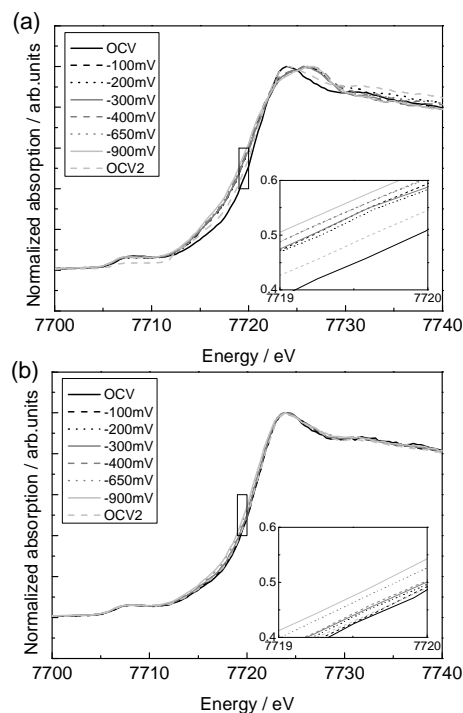 (a)
OCV
-100mV
-200mV
-300mV
-400mV
-650mV
-900mV
OCV2
Normalized absorption / arb.units
0.6
0.5
0.4
7719 7720
7700 7710 7720 7730 7740
Energy / eV
(b)
OCV
-100mV
-200mV
-300mV
-400mV
-650mV
-900mV
OCV2
Normalized absorption / arb.units
0.6
0.5
0.4
7719 7720
7700 7710 7720 7730 7740
Energy / eV